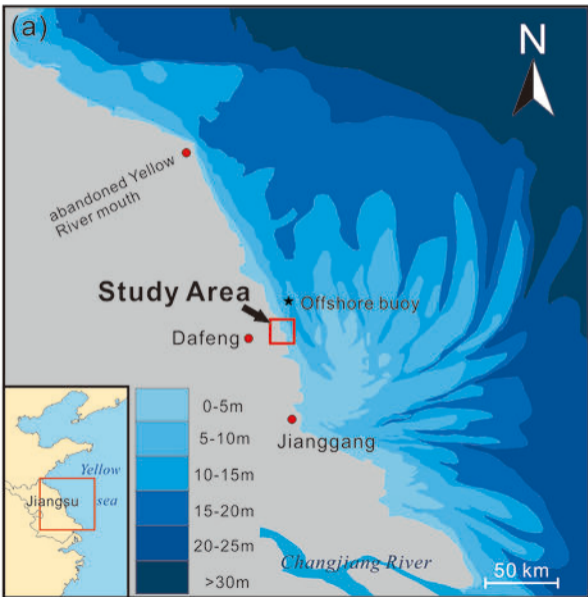 (a)
N
abandoned Yellow
River mouth
Study Area
Offshore buoy
Dafeng
Jianggang
0-5m
5-10m
10-15m
15-20m
20-25m
>30m
Yellow
sea
Jiangsu
Changjiang River
50 km